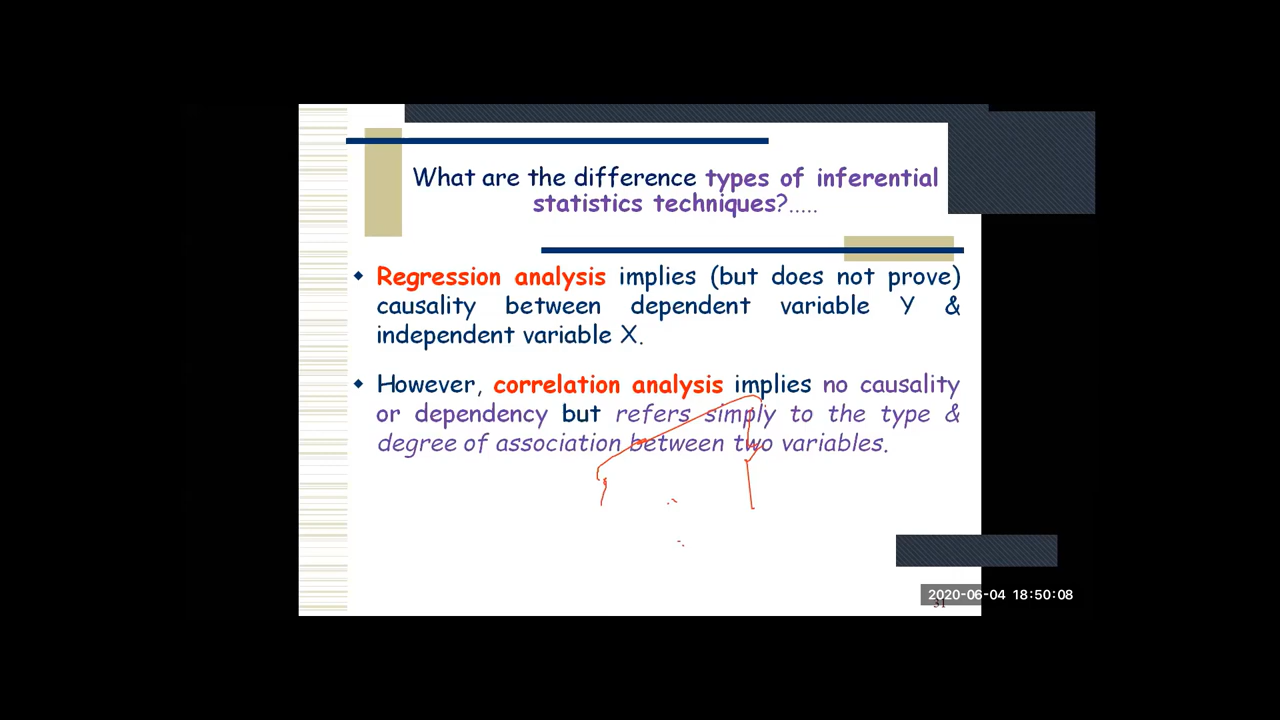 What are the difference types of inferential
statistics techniques?.....
Regression analysis implies (but does not prove)
causality between dependent variable Y &
independent variable X.
However, correlation analysis implies no causality
or dependency but refers simply to the type &
degree of association between two variables.
2020-06-04 18:50:08